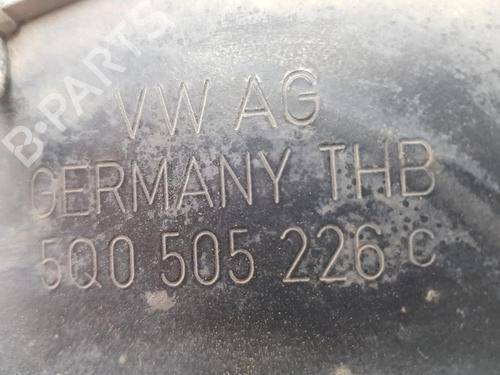 B-PARTS
VW AG
GERMANY THB
5Q0 505 226 C